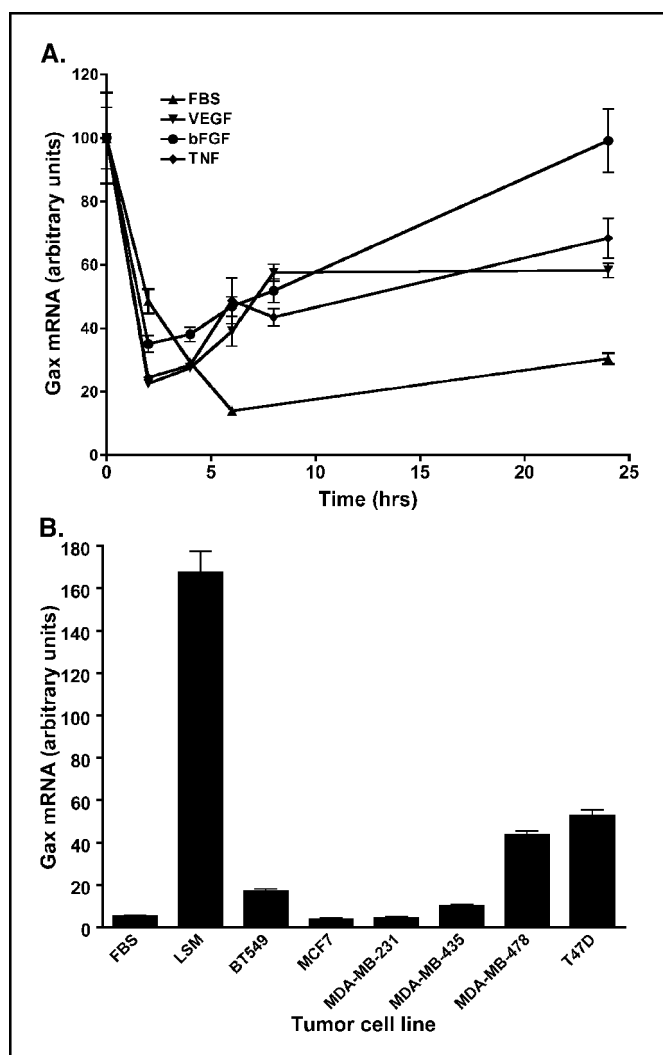 A.
Gax mRNA (arbitrary units)
120
100
80
60
40
20
0
FBS
VEGF
bFGF
TNF
0 5 10 15 20 25
Time (hrs)
B.
Gax mRNA (arbitrary units)
180
160
140
120
100
80
60
40
20
0
FBS LSM BT549 MCF7 MDA-MB-231 MDA-MB-435 MDA-MB-478 T47D
Tumor cell line